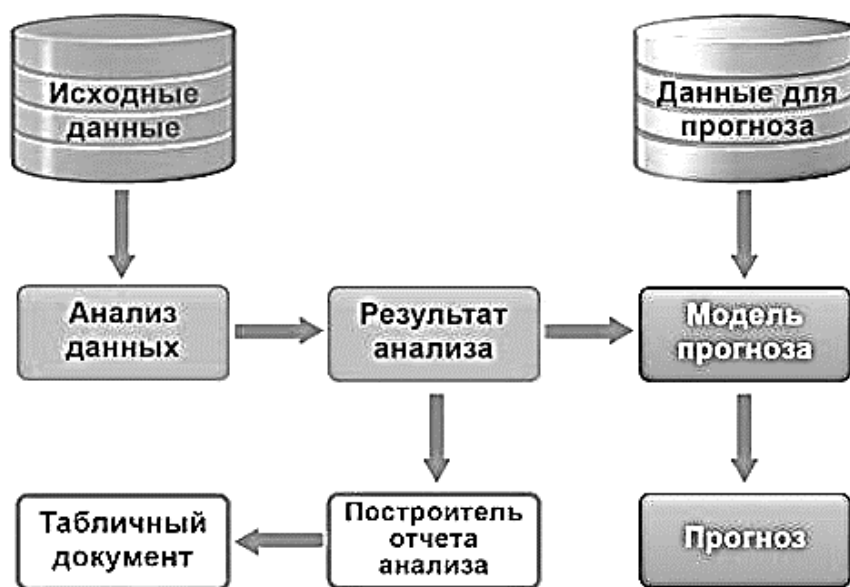 Исходные
данные
Данные для
прогноза
Анализ
данных
Результат
анализа
Модель
прогноза
Табличный
документ
Построитель
отчета
анализа
Прогноз